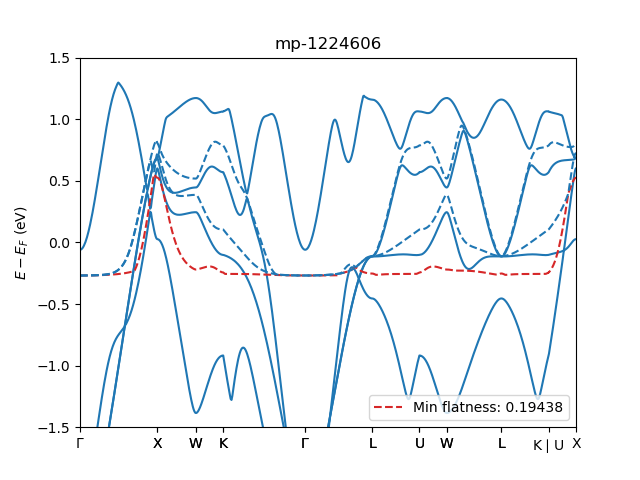 mp-1224606
1.5
1.0
0.5
0.0
−0.5
−1.0
−1.5
E − E_F (eV)
Min flatness: 0.19438
Γ X W K Γ L U W L K | U X